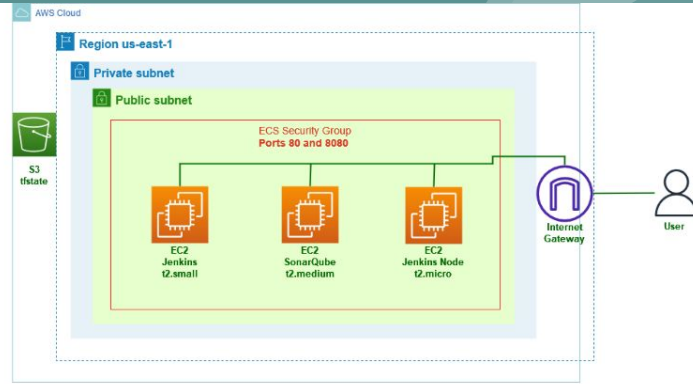 AWS Cloud
Region us-east-1
Private subnet
Public subnet
ECS Security Group
Ports 80 and 8080
S3
tfstate
EC2
Jenkins
t2.small
EC2
SonarQube
t2.medium
EC2
Jenkins Node
t2.micro
Internet
Gateway
User